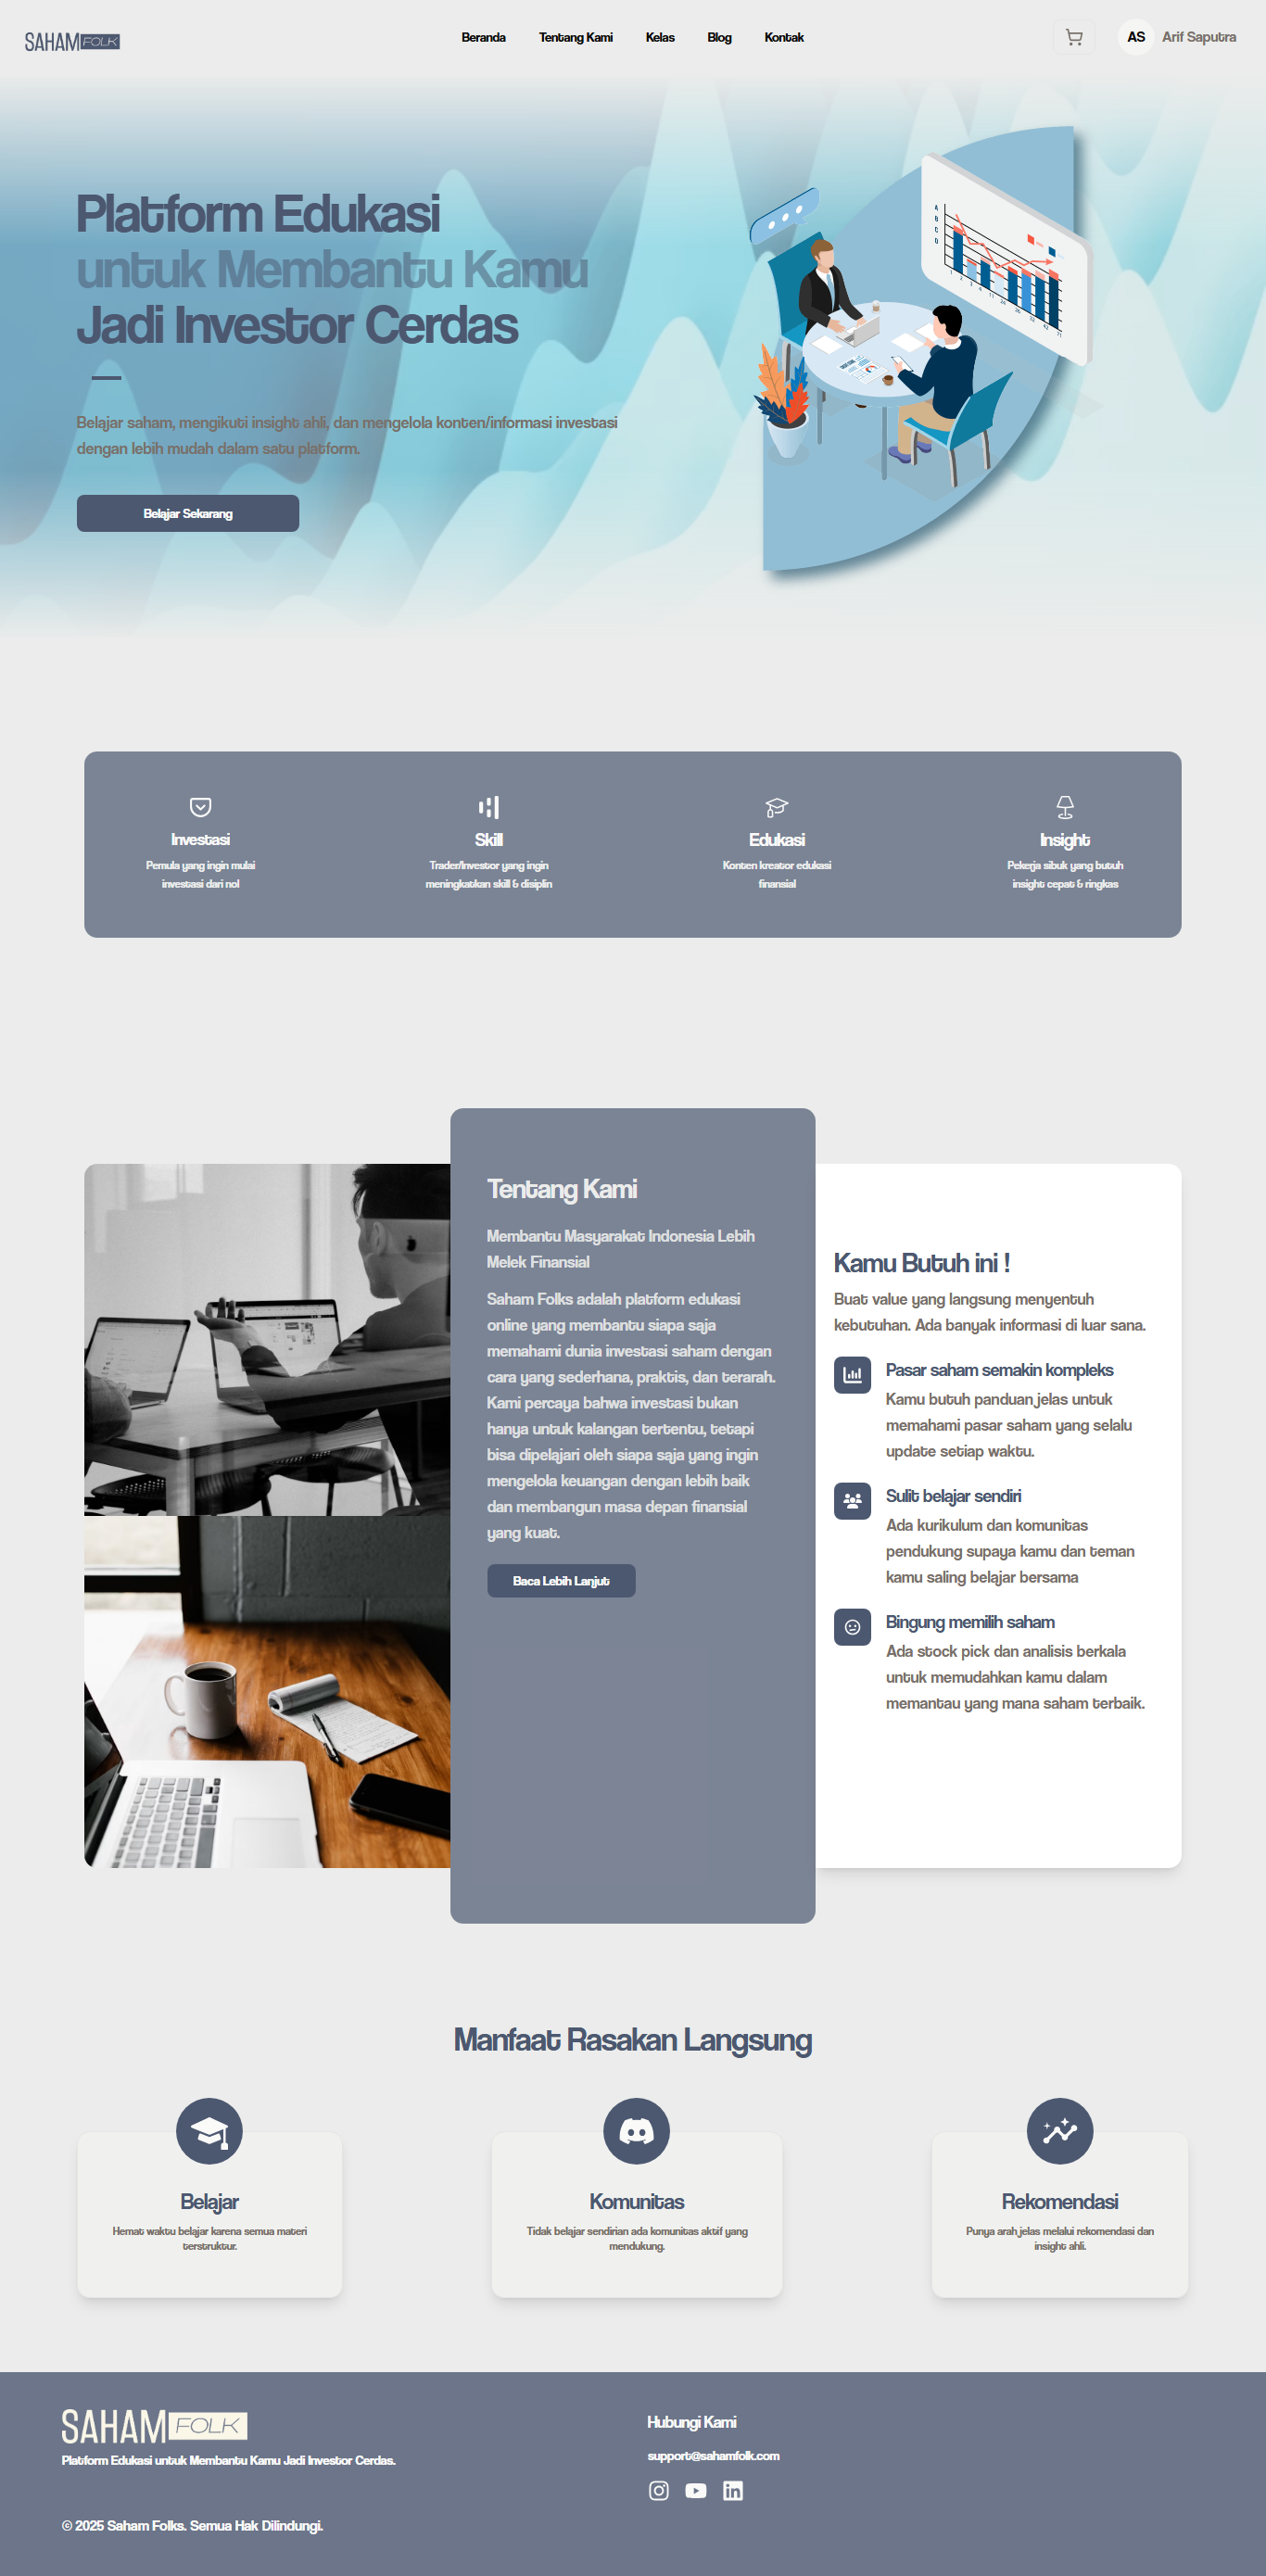 SAHAM FOLK
Beranda
Tentang Kami
Kelas
Blog
Kontak
AS
Arif Saputra
Platform Edukasi
untuk Membantu Kamu
Jadi Investor Cerdas
Belajar saham, mengikuti insight ahli, dan mengelola konten/informasi investasi
dengan lebih mudah dalam satu platform.
Belajar Sekarang
Investasi
Pemula yang ingin mulai
investasi dari nol
Skill
Trader/Investor yang ingin
meningkatkan skill & disiplin
Edukasi
Konten kreator edukasi
finansial
Insight
Pekerja sibuk yang butuh
insight cepat & ringkas
Tentang Kami
Membantu Masyarakat Indonesia Lebih
Melek Finansial
Saham Folks adalah platform edukasi
online yang membantu siapa saja
memahami dunia investasi saham dengan
cara yang sederhana, praktis, dan terarah.
Kami percaya bahwa investasi bukan
hanya untuk kalangan tertentu, tetapi
bisa dipelajari oleh siapa saja yang ingin
mengelola keuangan dengan lebih baik
dan membangun masa depan finansial
yang kuat.
Baca Lebih Lanjut
Kamu Butuh ini !
Buat value yang langsung menyentuh
kebutuhan. Ada banyak informasi di luar sana.
Pasar saham semakin kompleks
Kamu butuh panduan jelas untuk
memahami pasar saham yang selalu
update setiap waktu.
Sulit belajar sendiri
Ada kurikulum dan komunitas
pendukung supaya kamu dan teman
kamu saling belajar bersama
Bingung memilih saham
Ada stock pick dan analisis berkala
untuk memudahkan kamu dalam
memantau yang mana saham terbaik.
Manfaat Rasakan Langsung
Belajar
Hemat waktu belajar karena semua materi
terstruktur.
Komunitas
Tidak belajar sendirian ada komunitas aktif yang
mendukung.
Rekomendasi
Punya arah jelas melalui rekomendasi dan
insight ahli.
SAHAM FOLK
Platform Edukasi untuk Membantu Kamu Jadi Investor Cerdas.
Hubungi Kami
support@sahamfolk.com
© 2025 Saham Folks. Semua Hak Dilindungi.